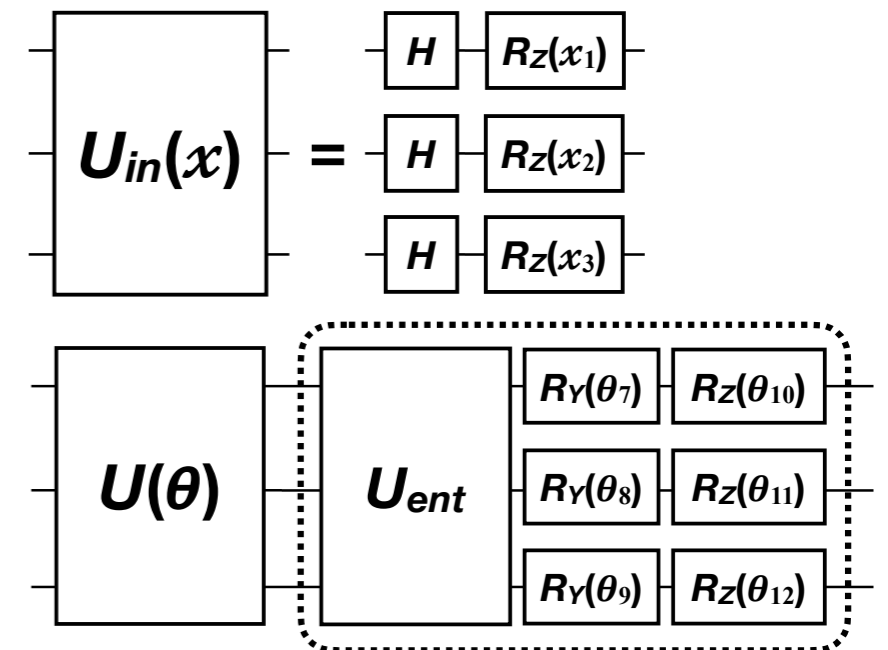 U_in(x) = H R_Z(x_1)
H R_Z(x_2)
H R_Z(x_3)
U(θ) U_ent R_Y(θ_7) R_Z(θ_10)
R_Y(θ_8) R_Z(θ_11)
R_Y(θ_9) R_Z(θ_12)